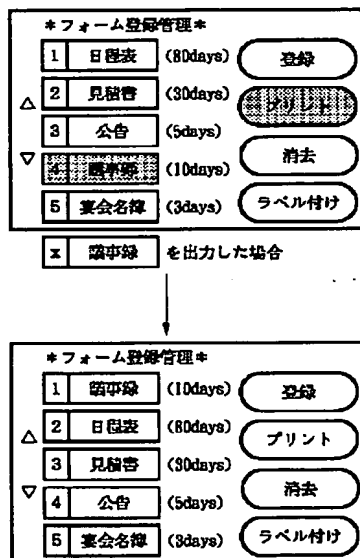 *フォーム登録管理*
1 日程表 (80days) 登録
2 見積書 (30days) プリント
△
3 公告 (5days)
▽ 消去
4 議事録 (10days)
5 宴会名簿 (3days) ラベル付け
x 議事録 を出力した場合
*フォーム登録管理*
1 議事録 (10days) 登録
2 日程表 (80days) プリント
△
3 見積書 (30days)
▽ 消去
4 公告 (5days)
5 宴会名簿 (3days) ラベル付け